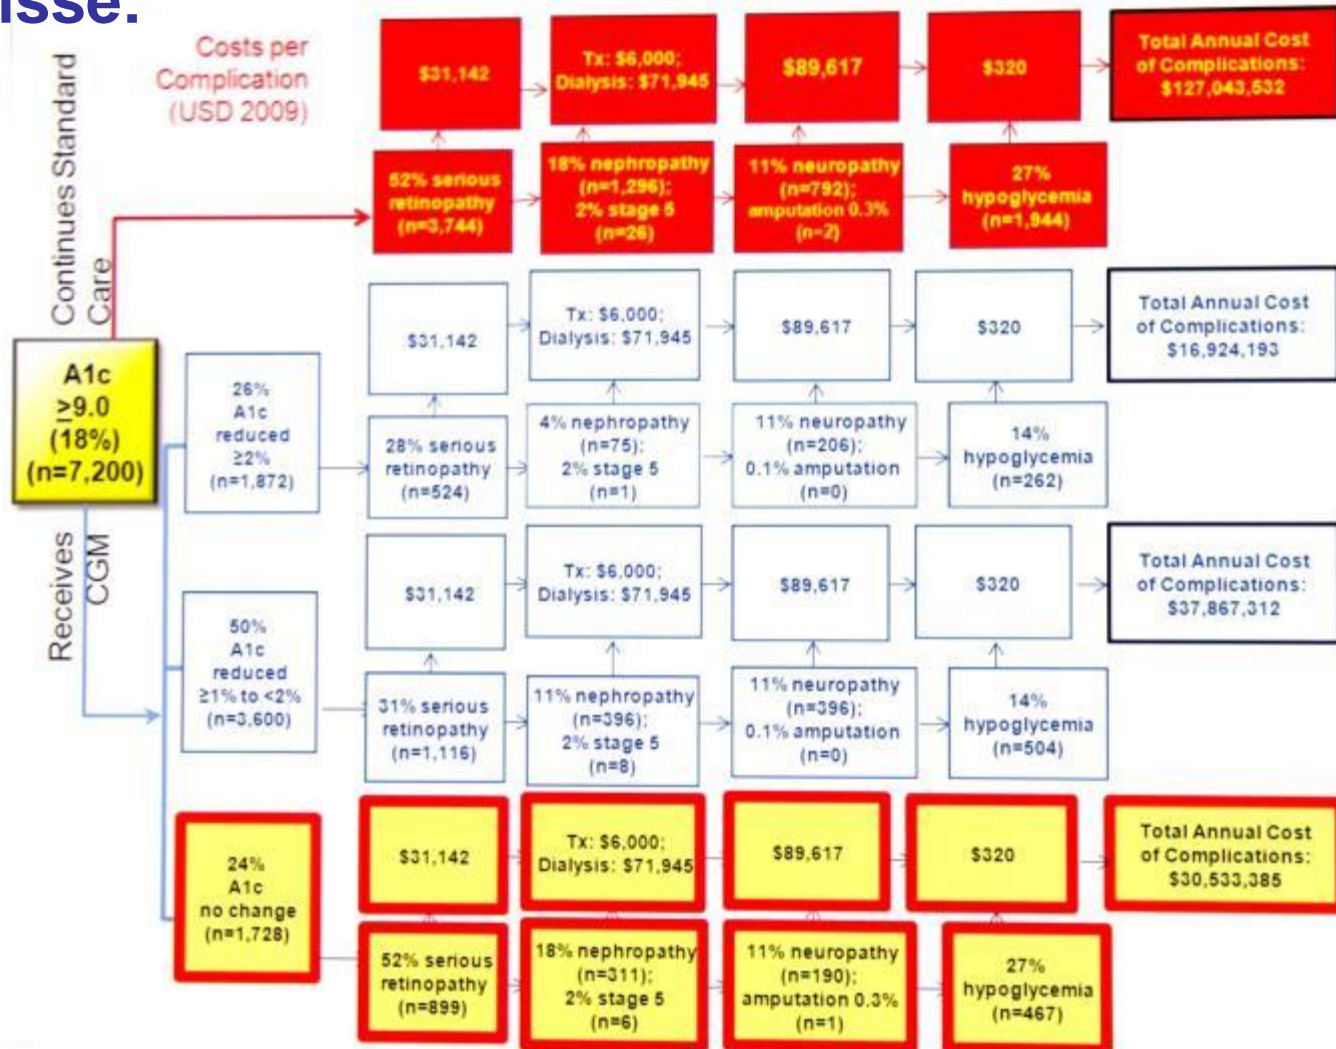 isse.
Costs per
Complication
(USD 2009)
$31,142
Tx: $6,000;
Dialysis: $71,945
$89,617
$320
Total Annual Cost
of Complications:
$127,043,532
Continues Standard
Care
52% serious
retinopathy
(n=3,744)
18% nephropathy
(n=1,296);
2% stage 5
(n=26)
11% neuropathy
(n=792);
amputation 0.3%
(n=2)
27%
hypoglycemia
(n=1,944)
A1c
≥9.0
(18%)
(n=7,200)
Receives
CGM
26%
A1c
reduced
≥2%
(n=1,872)
$31,142
Tx: $6,000;
Dialysis: $71,945
$89,617
$320
Total Annual Cost
of Complications:
$16,924,193
28% serious
retinopathy
(n=524)
4% nephropathy
(n=75);
2% stage 5
(n=1)
11% neuropathy
(n=206);
0.1% amputation
(n=0)
14%
hypoglycemia
(n=262)
50%
A1c
reduced
≥1% to <2%
(n=3,600)
$31,142
Tx: $6,000;
Dialysis: $71,945
$89,617
$320
Total Annual Cost
of Complications:
$37,867,312
31% serious
retinopathy
(n=1,116)
11% nephropathy
(n=396);
2% stage 5
(n=8)
11% neuropathy
(n=396);
0.1% amputation
(n=0)
14%
hypoglycemia
(n=504)
24%
A1c
no change
(n=1,728)
$31,142
Tx: $6,000;
Dialysis: $71,945
$89,617
$320
Total Annual Cost
of Complications:
$30,533,385
52% serious
retinopathy
(n=899)
18% nephropathy
(n=311);
2% stage 5
(n=6)
11% neuropathy
(n=190);
amputation 0.3%
(n=1)
27%
hypoglycemia
(n=467)